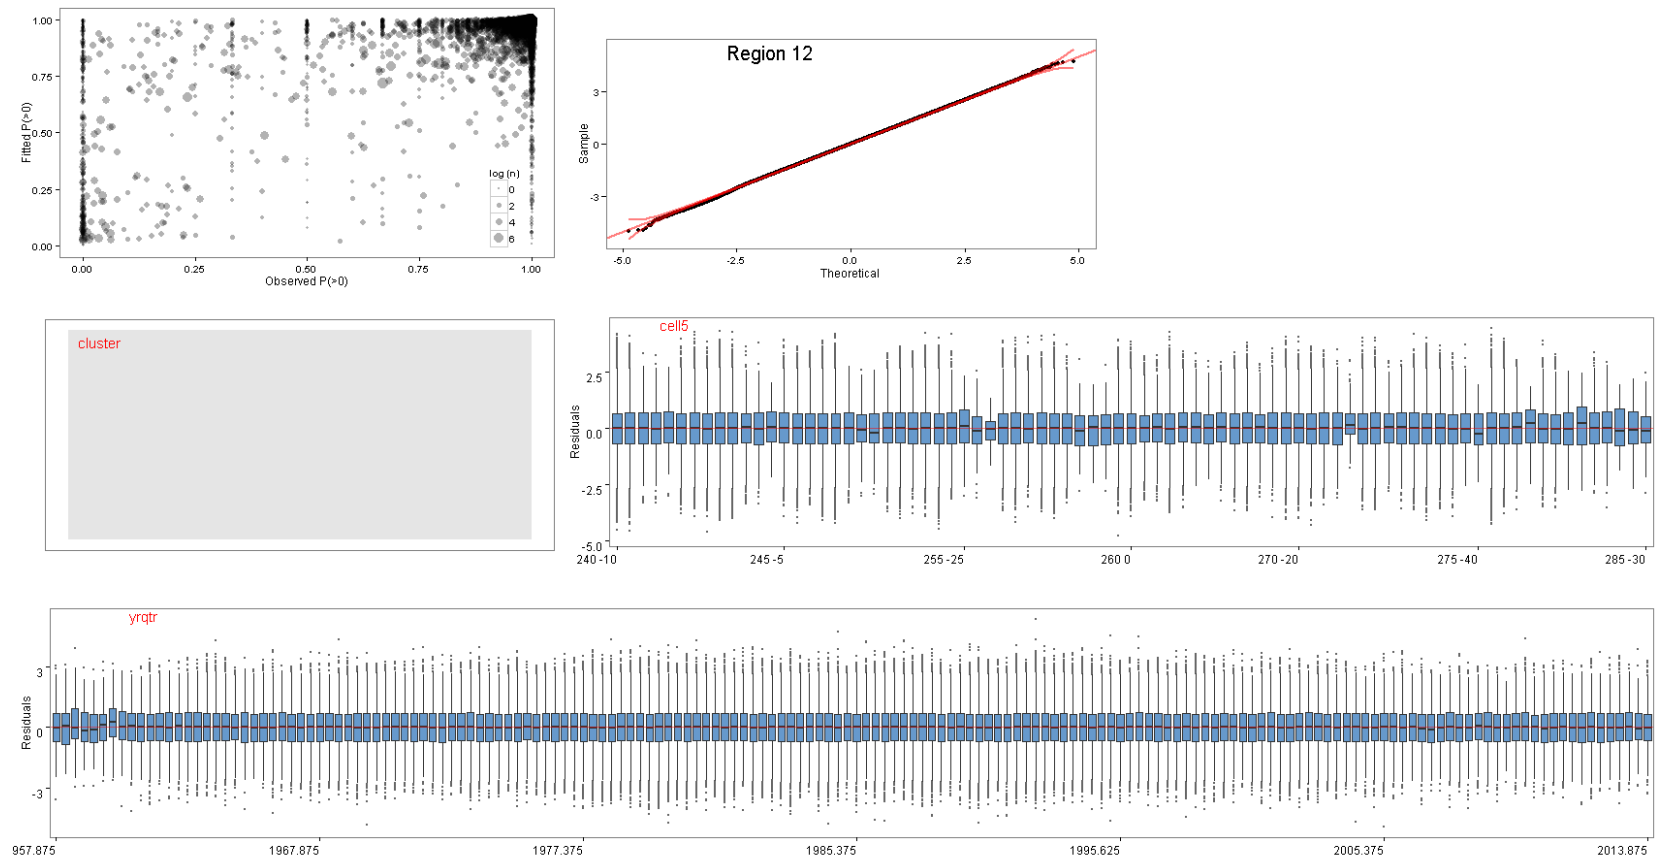 1.00
0.75
0.50
0.25
0.00
Fitted P(>0)
log (n)
0
2
4
6
0.00 0.25 0.50 0.75 1.00
Observed P(>0)
Region 12
3
0
-3
Sample
-5.0 -2.5 0.0 2.5 5.0
Theoretical
cluster
cell5
2.5
0.0
-2.5
-5.0
Residuals
240 -10 245 -5 255 -25 260 0 270 -20 275 -40 285 -30
yrqtr
3
0
-3
Residuals
957.875 1967.875 1977.375 1985.375 1995.625 2005.375 2013.875